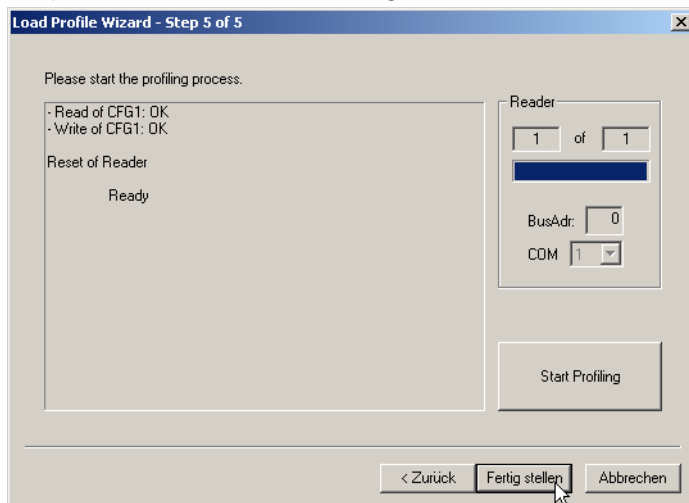 Load Profile Wizard - Step 5 of 5
Please start the profiling process.
- Read of CFG1: OK
- Write of CFG1: OK
Reset of Reader
Ready
Reader
1 of 1
BusAdr: 0
COM 1
Start Profiling
< Zurück
Fertig stellen
Abbrechen